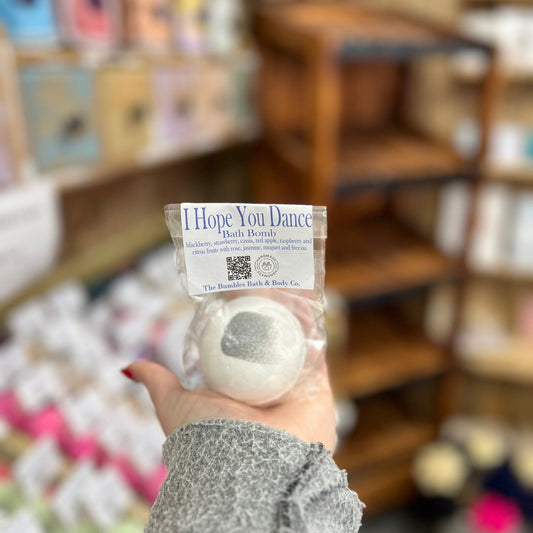 I Hope You Dance
Bath Bomb
blackberry, strawberry, cassis, red apple, raspberry and
citrus fruits with rose, jasmine, muguet and freesia.
The Bumbles Bath & Body Co.